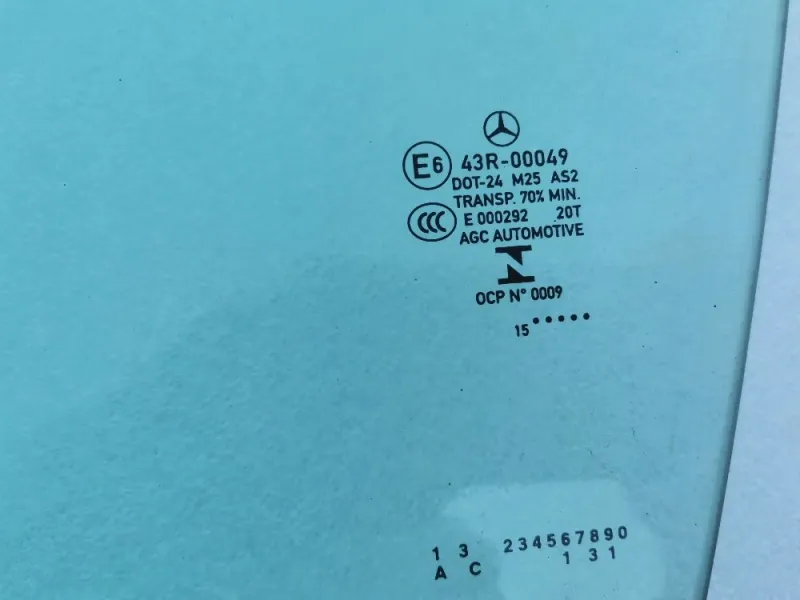 E6 43R-00049
DOT-24 M25 AS2
TRANSP. 70% MIN.
CCC E 000292 20T
AGC AUTOMOTIVE
OCP N° 0009
15 •••••
1 3 234567890
A C 1 3 1